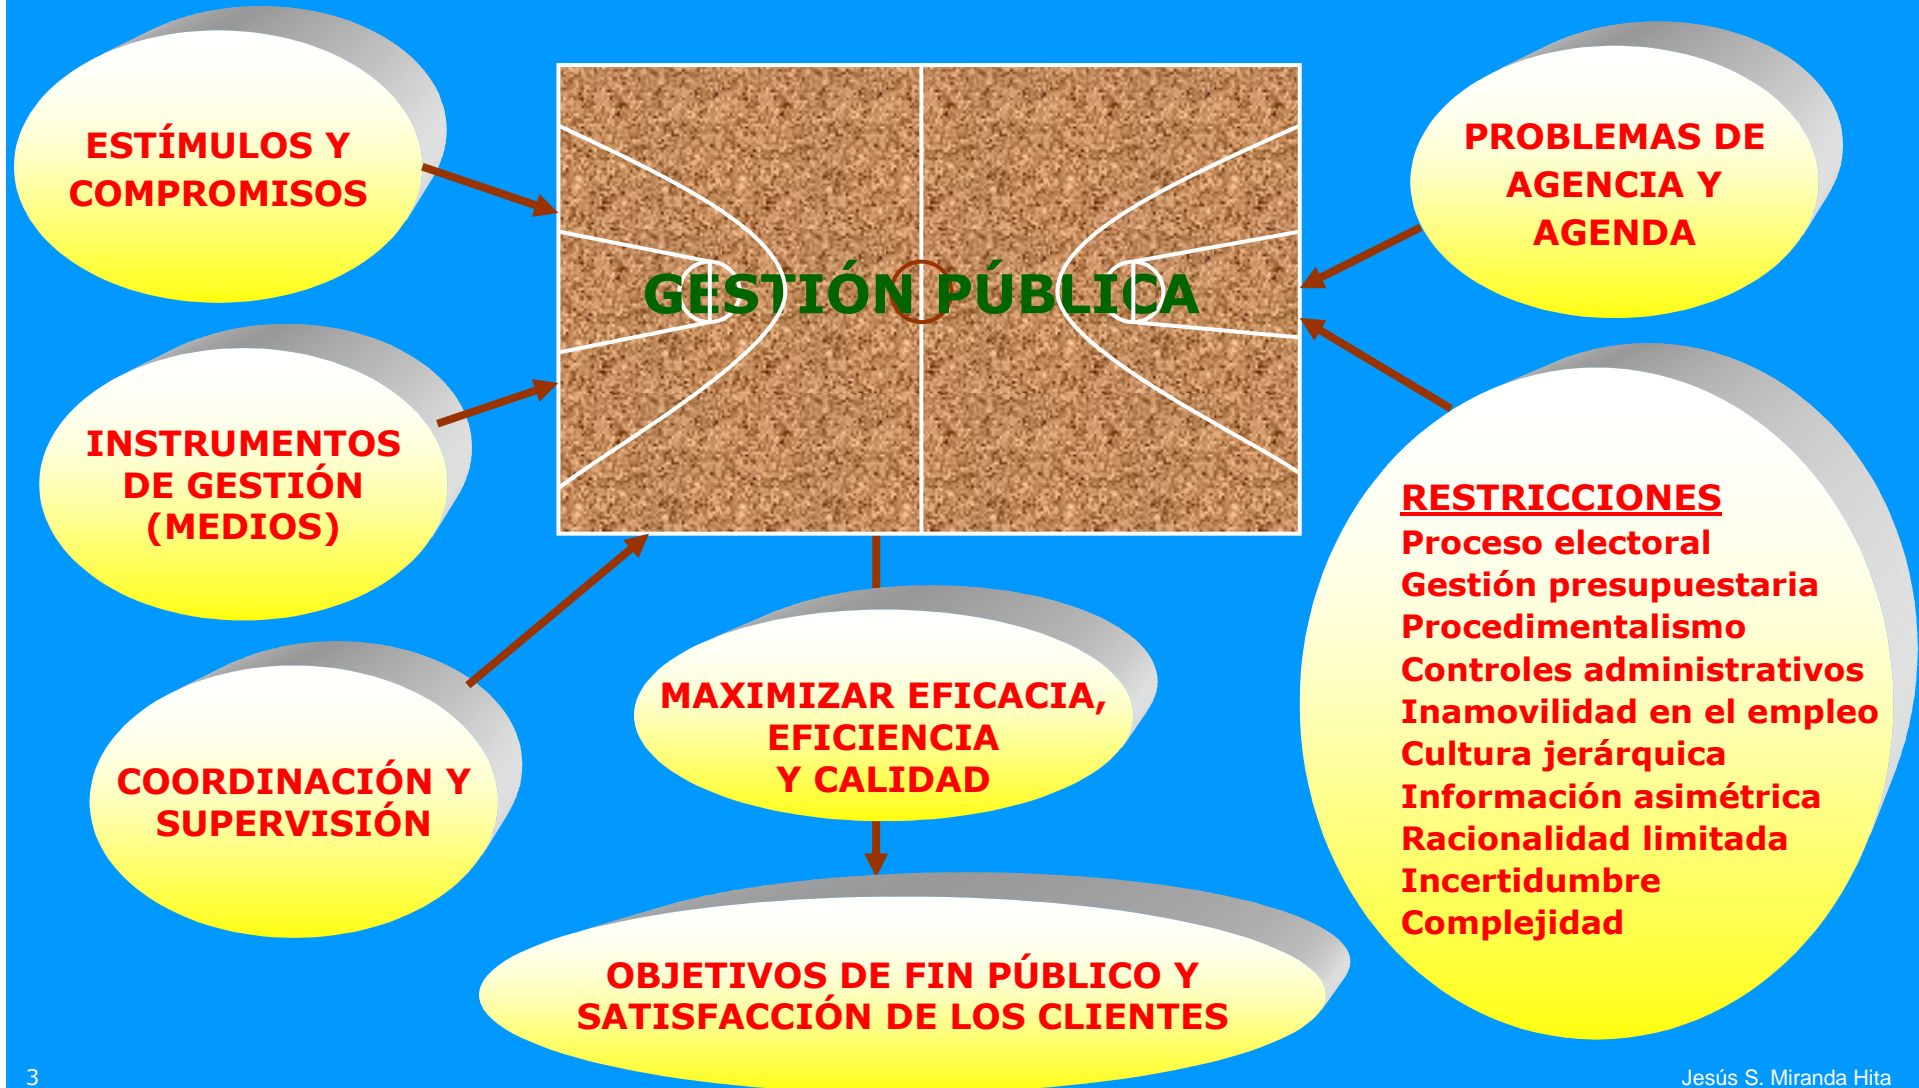 ESTÍMULOS Y
COMPROMISOS
INSTRUMENTOS
DE GESTIÓN
(MEDIOS)
COORDINACIÓN Y
SUPERVISIÓN
GESTIÓN PÚBLICA
MAXIMIZAR EFICACIA,
EFICIENCIA
Y CALIDAD
OBJETIVOS DE FIN PÚBLICO Y
SATISFACCIÓN DE LOS CLIENTES
PROBLEMAS DE
AGENCIA Y
AGENDA
RESTRICCIONES
Proceso electoral
Gestión presupuestaria
Procedimentalismo
Controles administrativos
Inamovilidad en el empleo
Cultura jerárquica
Información asimétrica
Racionalidad limitada
Incertidumbre
Complejidad
3
Jesús S. Miranda Hita